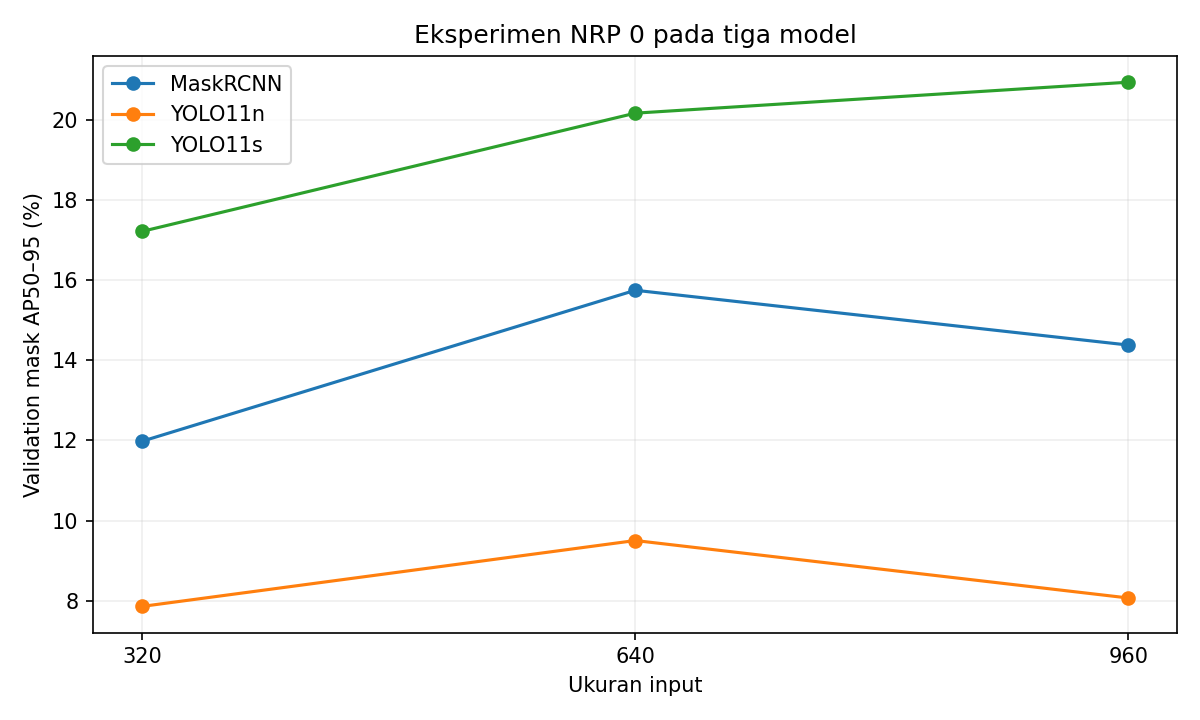 Eksperimen NRP 0 pada tiga model
MaskRCNN
YOLO11n
YOLO11s
Validation mask AP50–95 (%)
20
18
16
14
12
10
8
320 640 960
Ukuran input